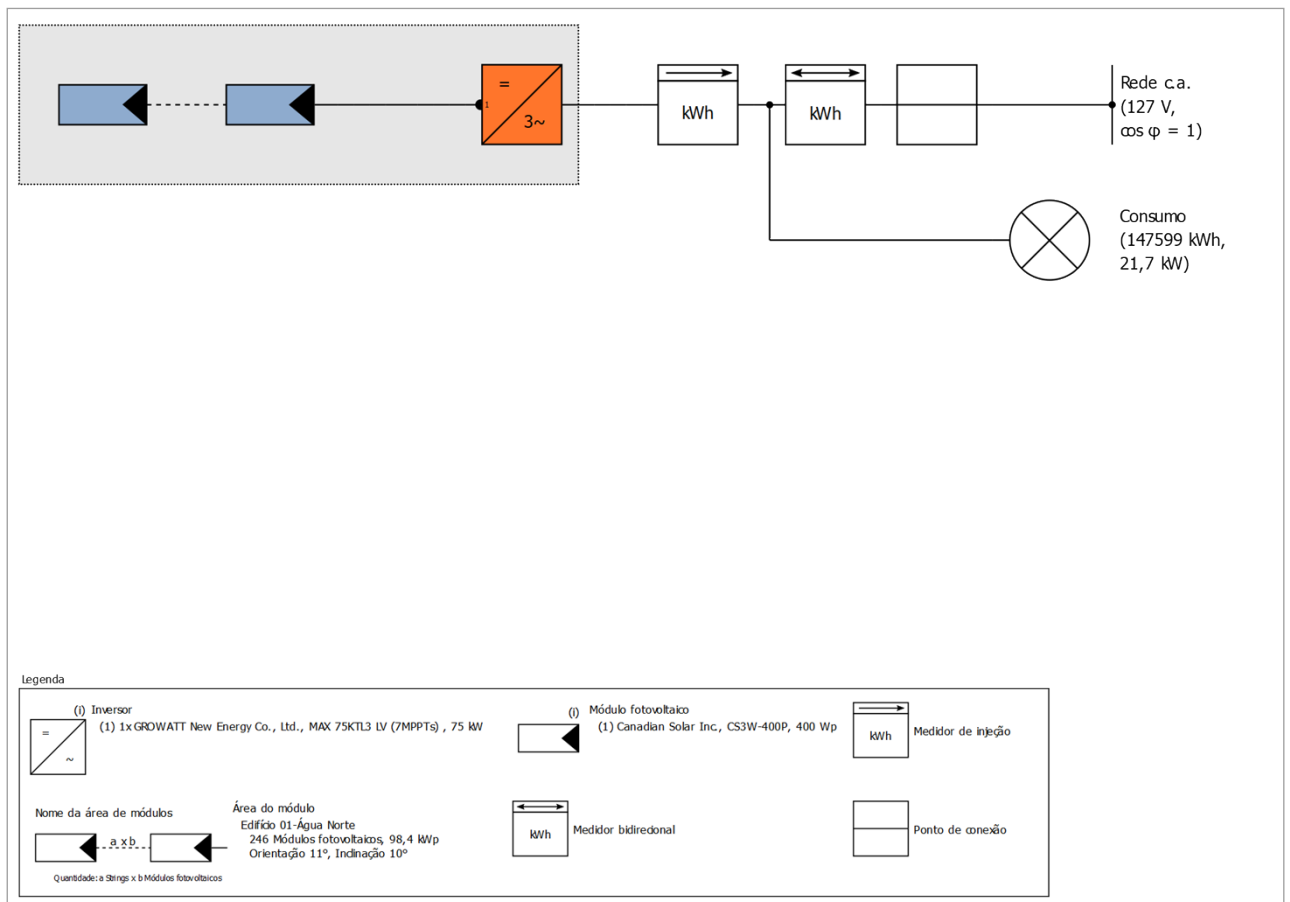 =
1
3~
kWh
kWh
Rede c.a.
(127 V,
cos φ = 1)
Consumo
(147599 kWh,
21,7 kW)
Legenda
(i) Inversor
(1) 1x GROWATT New Energy Co., Ltd., MAX 75KTL3 LV (7MPPTs) , 75 kW
=
~
(i) Módulo fotovoltaico
(1) Canadian Solar Inc., CS3W-400P, 400 Wp
kWh
Medidor de injeção
Nome da área de módulos
a x b
Quantidade: a Strings x b Módulos fotovoltaicos
Área do módulo
Edifício 01-Água Norte
246 Módulos fotovoltaicos, 98,4 kWp
Orientação 11°, Inclinação 10°
kWh
Medidor bidirecional
Ponto de conexão